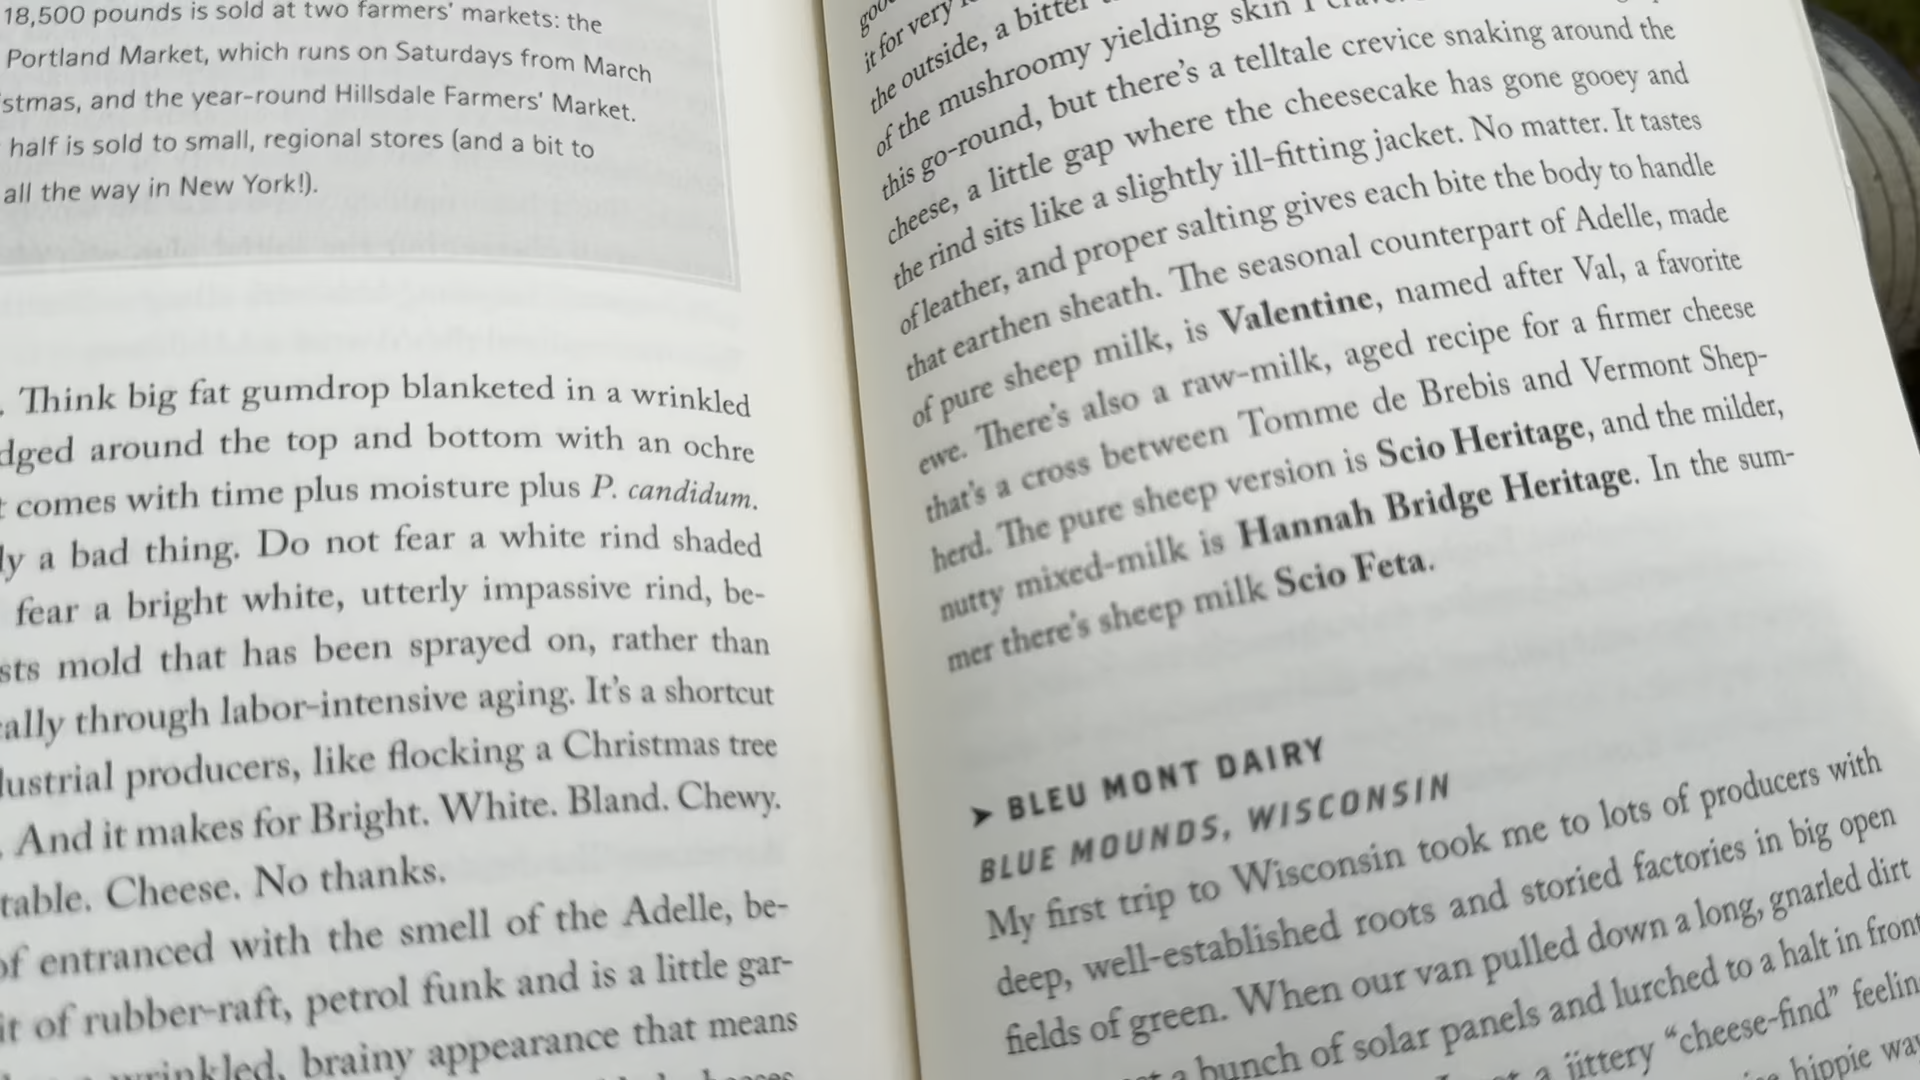 18,500 pounds is sold at two farmers' markets: the
Portland Market, which runs on Saturdays from March
stmas, and the year-round Hillsdale Farmers' Market.
half is sold to small, regional stores (and a bit to
all the way in New York!).
. Think big fat gumdrop blanketed in a wrinkled
dged around the top and bottom with an ochre
t comes with time plus moisture plus P. candidum.
ly a bad thing. Do not fear a white rind shaded
fear a bright white, utterly impassive rind, be-
sts mold that has been sprayed on, rather than
cally through labor-intensive aging. It's a shortcut
dustrial producers, like flocking a Christmas tree
. And it makes for Bright. White. Bland. Chewy.
table. Cheese. No thanks.
of entranced with the smell of the Adelle, be-
it of rubber-raft, petrol funk and is a little gar-
wrinkled, brainy appearance that means
it for very
the outside, a bitter
of the mushroomy yielding skin I
this go-round, but there's a telltale crevice snaking around the
cheese, a little gap where the cheesecake has gone gooey and
the rind sits like a slightly ill-fitting jacket. No matter. It tastes
of leather, and proper salting gives each bite the body to handle
that earthen sheath. The seasonal counterpart of Adelle, made
of pure sheep milk, is Valentine, named after Val, a favorite
ewe. There's also a raw-milk, aged recipe for a firmer cheese
that's a cross between Tomme de Brebis and Vermont Shep-
herd. The pure sheep version is Scio Heritage, and the milder,
nutty mixed-milk is Hannah Bridge Heritage. In the sum-
mer there's sheep milk Scio Feta.
➤ BLEU MONT DAIRY
BLUE MOUNDS, WISCONSIN
My first trip to Wisconsin took me to lots of producers with
deep, well-established roots and storied factories in big open
fields of green. When our van pulled down a long, gnarled dirt
a bunch of solar panels and lurched to a halt in front
a jittery "cheese-find" feelin
hippie way